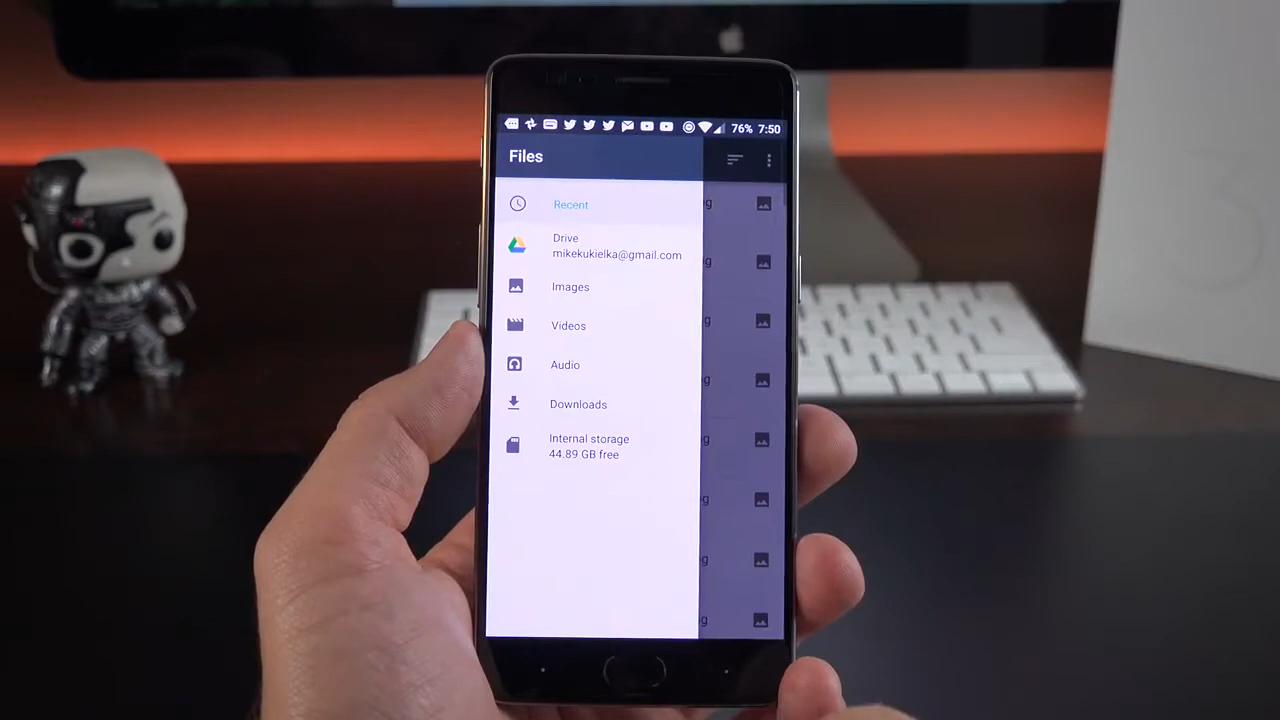 76% 7:50
Files
Recent
Drive
mikekukielka@gmail.com
Images
Videos
Audio
Downloads
Internal storage
44.89 GB free
g
g
g
g
g
g
g
g
3